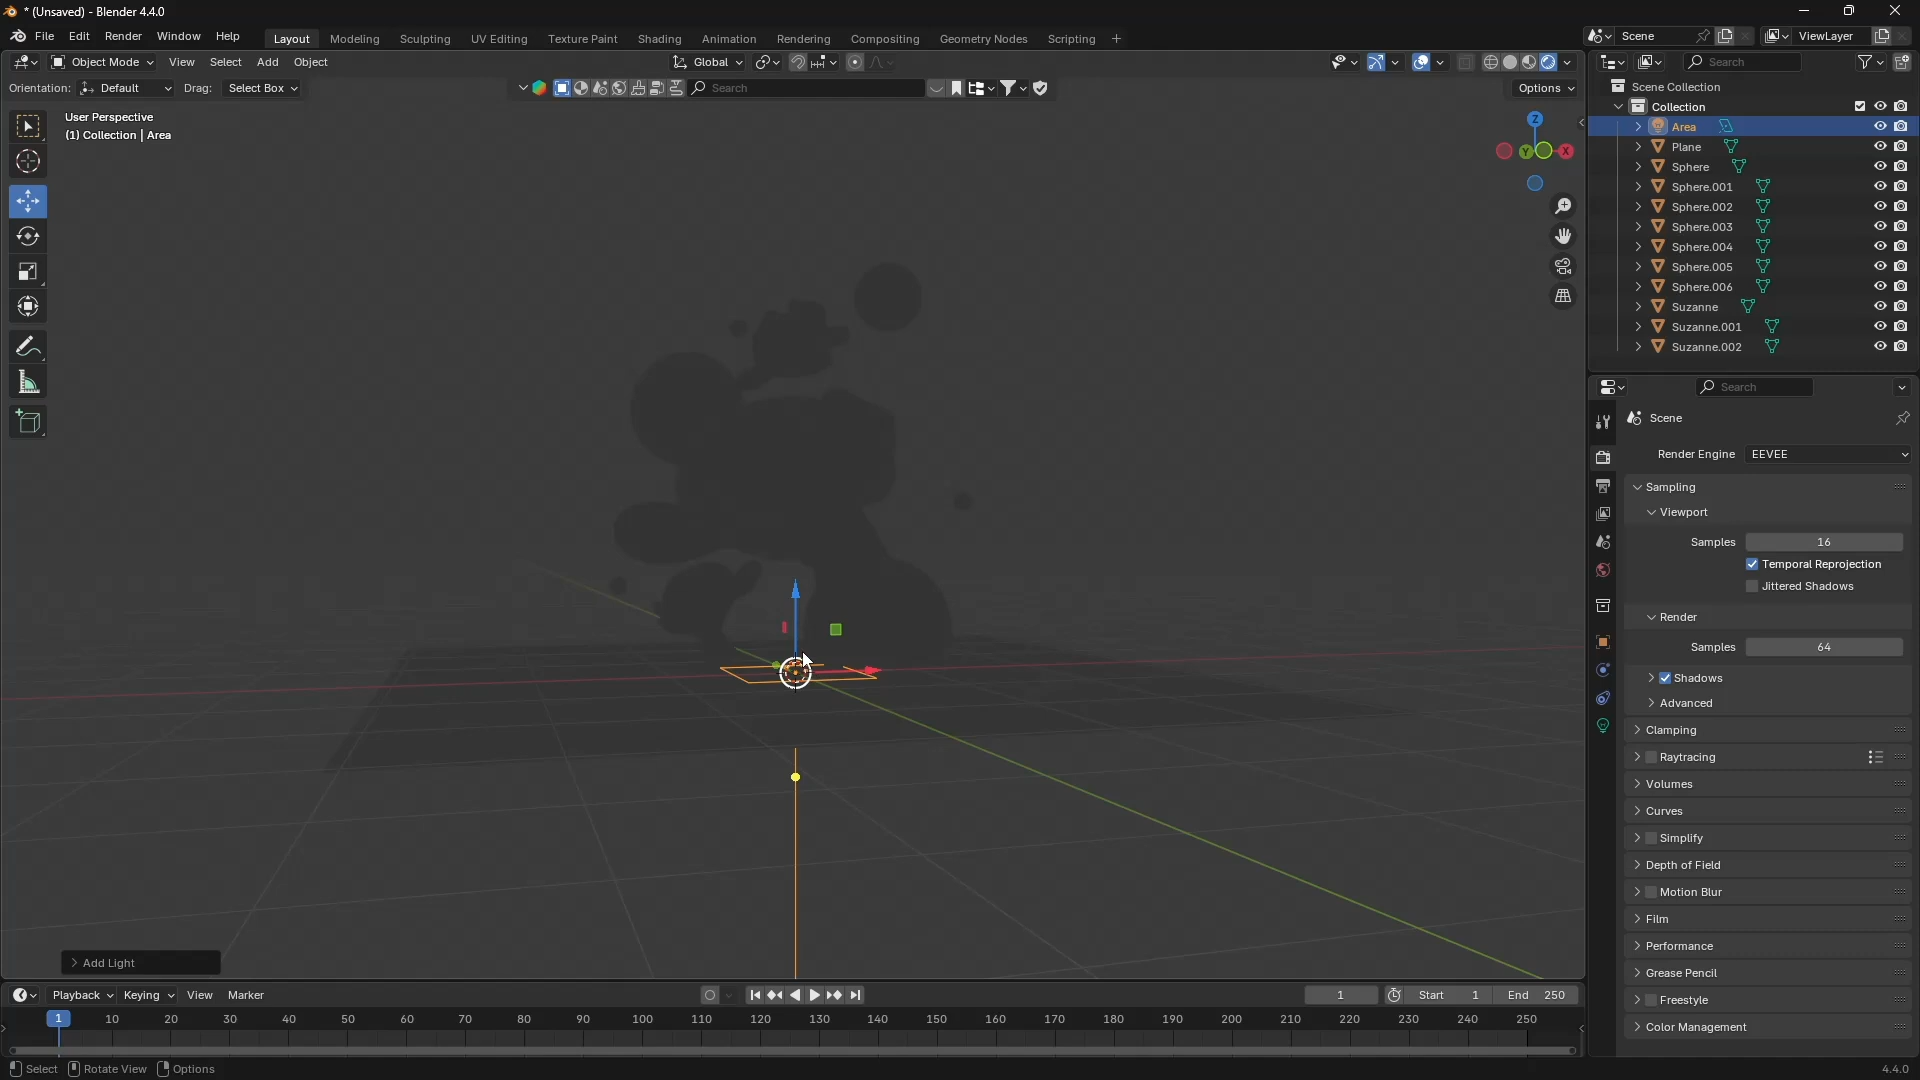 * (Unsaved) - Blender 4.4.0
File Edit Render Window Help Layout Modeling Sculpting UV Editing Texture Paint Shading Animation Rendering Compositing Geometry Nodes Scripting + Scene ViewLayer
Object Mode View Select Add Object Global Search
Orientation: Default Drag: Select Box Search Options
User Perspective
(1) Collection | Area
Z
Y
X
Scene Collection
Collection
Area
Plane
Sphere
Sphere.001
Sphere.002
Sphere.003
Sphere.004
Sphere.005
Sphere.006
Suzanne
Suzanne.001
Suzanne.002
Search
Scene
Render Engine EEVEE
Sampling
Viewport
Samples 16
Temporal Reprojection
Jittered Shadows
Render
Samples 64
Shadows
Advanced
Clamping
Raytracing
Volumes
Curves
Simplify
Depth of Field
Motion Blur
Film
Performance
Grease Pencil
Freestyle
Color Management
Add Light
Playback Keying View Marker 1 Start 1 End 250
1 10 20 30 40 50 60 70 80 90 100 110 120 130 140 150 160 170 180 190 200 210 220 230 240 250
Select Rotate View Options 4.4.0